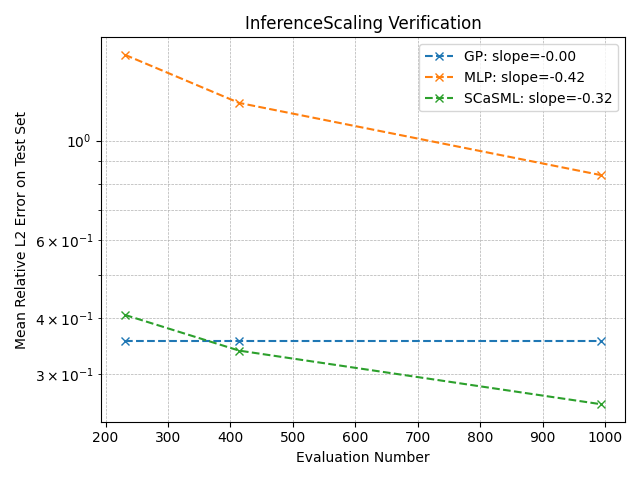 InferenceScaling Verification
GP: slope=-0.00
MLP: slope=-0.42
SCaSML: slope=-0.32
Mean Relative L2 Error on Test Set
10⁰
6 × 10⁻¹
4 × 10⁻¹
3 × 10⁻¹
200 300 400 500 600 700 800 900 1000
Evaluation Number